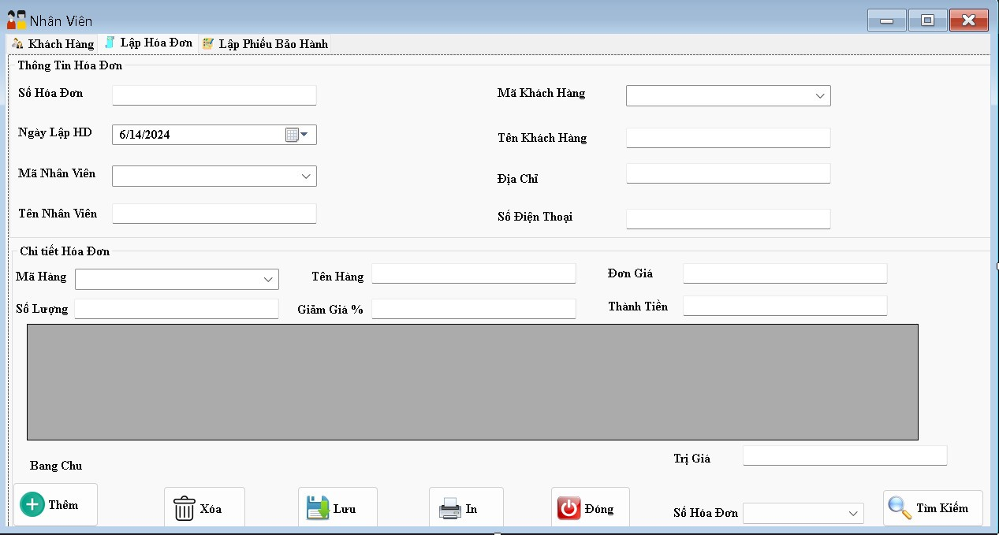 Nhân Viên
Khách Hàng Lập Hóa Đơn Lập Phiếu Bảo Hành
Thông Tin Hóa Đơn
Số Hóa Đơn Mã Khách Hàng
Ngày Lập HD 6/14/2024 Tên Khách Hàng
Mã Nhân Viên Địa Chỉ
Tên Nhân Viên Số Điện Thoại
Chi tiết Hóa Đơn
Mã Hàng Tên Hàng Đơn Giá
Số Lượng Giảm Giá % Thành Tiền
Bang Chu Trị Giá
Thêm Xóa Lưu In Đóng Số Hóa Đơn Tìm Kiếm